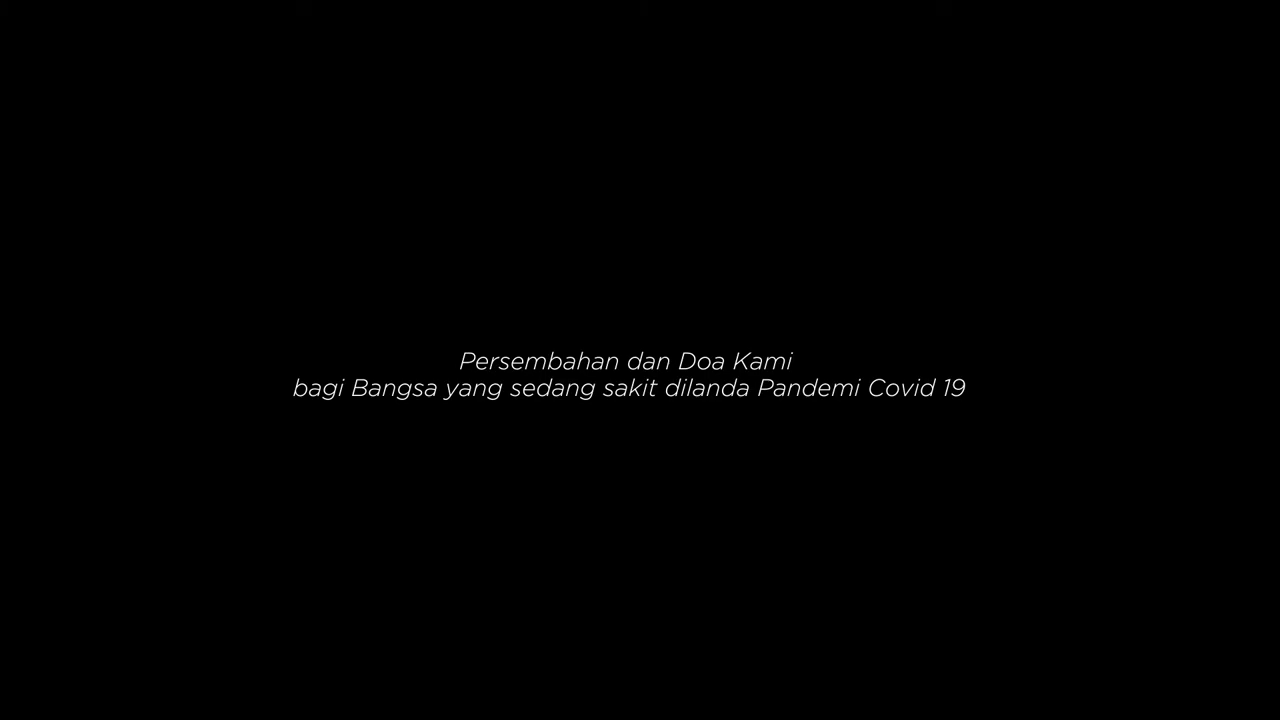 Persembahan dan Doa Kami
bagi Bangsa yang sedang sakit dilanda Pandemi Covid 19